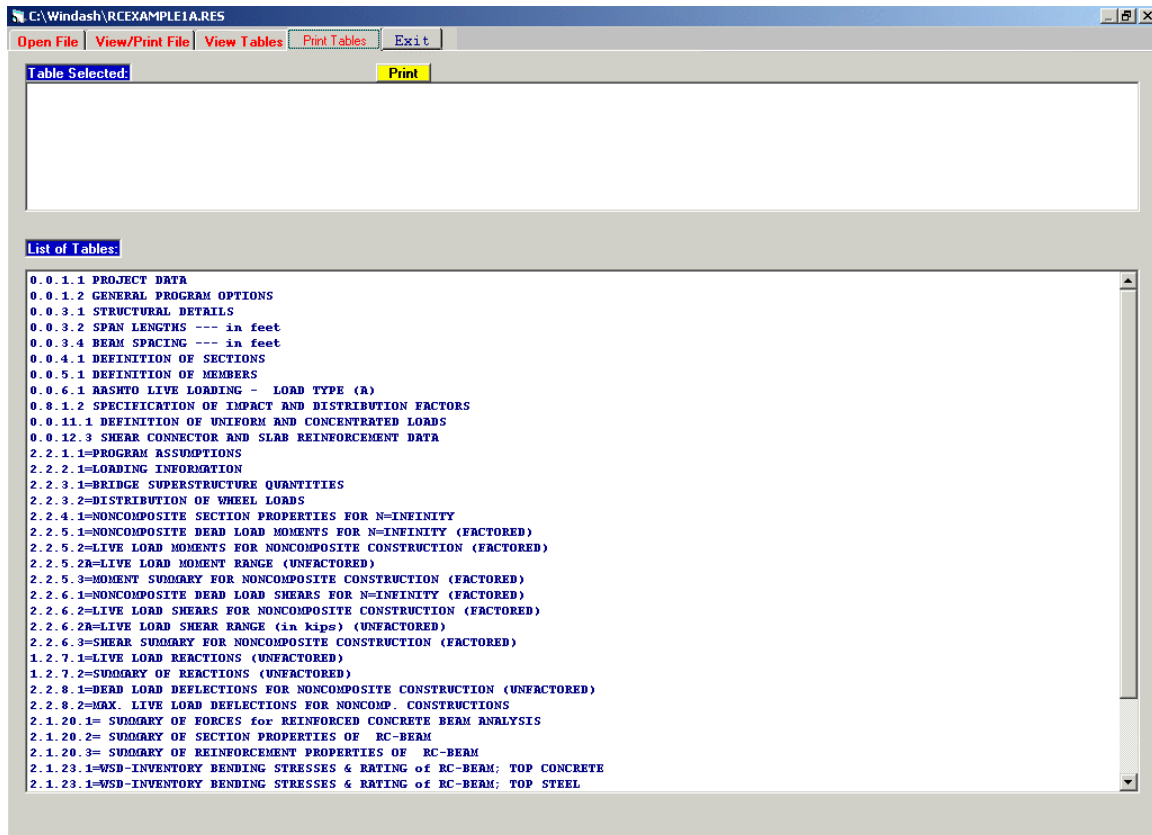 C:\Windash\RCEXAMPLE1A.RES
Open File View/Print File View Tables Print Tables Exit
Table Selected: Print
List of Tables:
0.0.1.1 PROJECT DATA
0.0.1.2 GENERAL PROGRAM OPTIONS
0.0.3.1 STRUCTURAL DETAILS
0.0.3.2 SPAN LENGTHS --- in feet
0.0.3.4 BEAM SPACING --- in feet
0.0.4.1 DEFINITION OF SECTIONS
0.0.5.1 DEFINITION OF MEMBERS
0.0.6.1 AASHTO LIVE LOADING - LOAD TYPE (A)
0.8.1.2 SPECIFICATION OF IMPACT AND DISTRIBUTION FACTORS
0.0.11.1 DEFINITION OF UNIFORM AND CONCENTRATED LOADS
0.0.12.3 SHEAR CONNECTOR AND SLAB REINFORCEMENT DATA
2.2.1.1=PROGRAM ASSUMPTIONS
2.2.2.1=LOADING INFORMATION
2.2.3.1=BRIDGE SUPERSTRUCTURE QUANTITIES
2.2.3.2=DISTRIBUTION OF WHEEL LOADS
2.2.4.1=NONCOMPOSITE SECTION PROPERTIES FOR N=INFINITY
2.2.5.1=NONCOMPOSITE DEAD LOAD MOMENTS FOR N=INFINITY (FACTORED)
2.2.5.2=LIVE LOAD MOMENTS FOR NONCOMPOSITE CONSTRUCTION (FACTORED)
2.2.5.2A=LIVE LOAD MOMENT RANGE (UNFACTORED)
2.2.5.3=MOMENT SUMMARY FOR NONCOMPOSITE CONSTRUCTION (FACTORED)
2.2.6.1=NONCOMPOSITE DEAD LOAD SHEARS FOR N=INFINITY (FACTORED)
2.2.6.2=LIVE LOAD SHEARS FOR NONCOMPOSITE CONSTRUCTION (FACTORED)
2.2.6.2A=LIVE LOAD SHEAR RANGE (in kips) (UNFACTORED)
2.2.6.3=SHEAR SUMMARY FOR NONCOMPOSITE CONSTRUCTION (FACTORED)
1.2.7.1=LIVE LOAD REACTIONS (UNFACTORED)
1.2.7.2=SUMMARY OF REACTIONS (UNFACTORED)
2.2.8.1=DEAD LOAD DEFLECTIONS FOR NONCOMPOSITE CONSTRUCTION (UNFACTORED)
2.2.8.2=MAX. LIVE LOAD DEFLECTIONS FOR NONCOMP. CONSTRUCTIONS
2.1.20.1= SUMMARY OF FORCES for REINFORCED CONCRETE BEAM ANALYSIS
2.1.20.2= SUMMARY OF SECTION PROPERTIES OF RC-BEAM
2.1.20.3= SUMMARY OF REINFORCEMENT PROPERTIES OF RC-BEAM
2.1.23.1=WSD-INVENTORY BENDING STRESSES & RATING of RC-BEAM; TOP CONCRETE
2.1.23.1=WSD-INVENTORY BENDING STRESSES & RATING of RC-BEAM; TOP STEEL